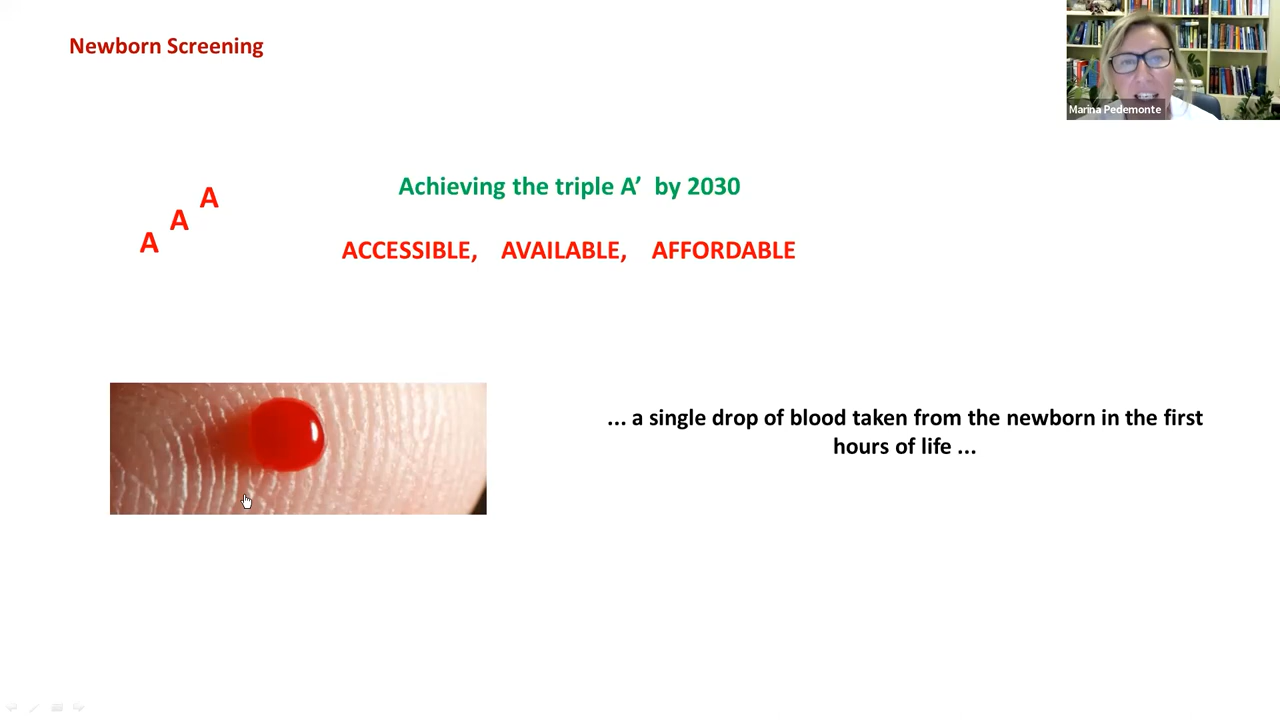 Newborn Screening
Marina Pedemonte
A
A
A
Achieving the triple A’ by 2030
ACCESSIBLE, AVAILABLE, AFFORDABLE
... a single drop of blood taken from the newborn in the first
hours of life ...